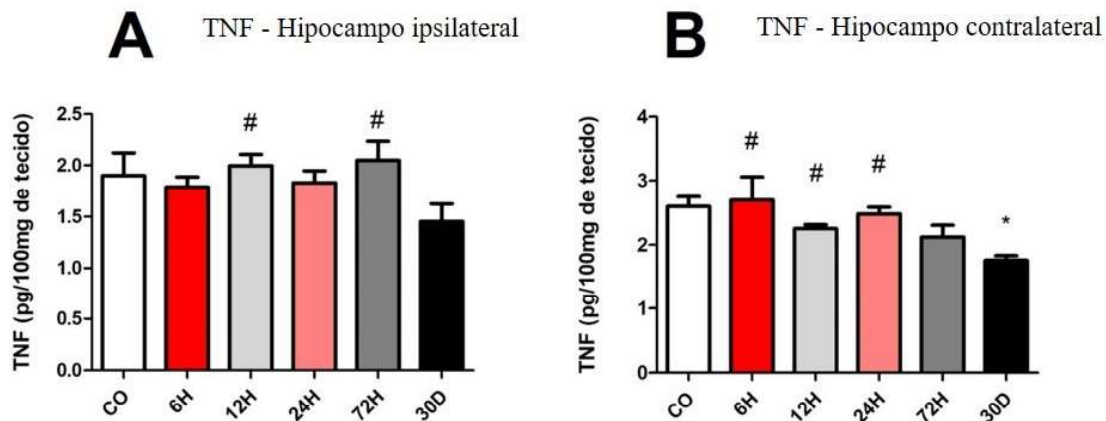 A
TNF - Hipocampo ipsilateral
TNF (pg/100mg de tecido)
2.5
2.0
1.5
1.0
0.5
0.0
#
#
CO
6H
12H
24H
72H
30D
B
TNF - Hipocampo contralateral
TNF (pg/100mg de tecido)
4
3
2
1
0
#
#
#
*
CO
6H
12H
24H
72H
30D